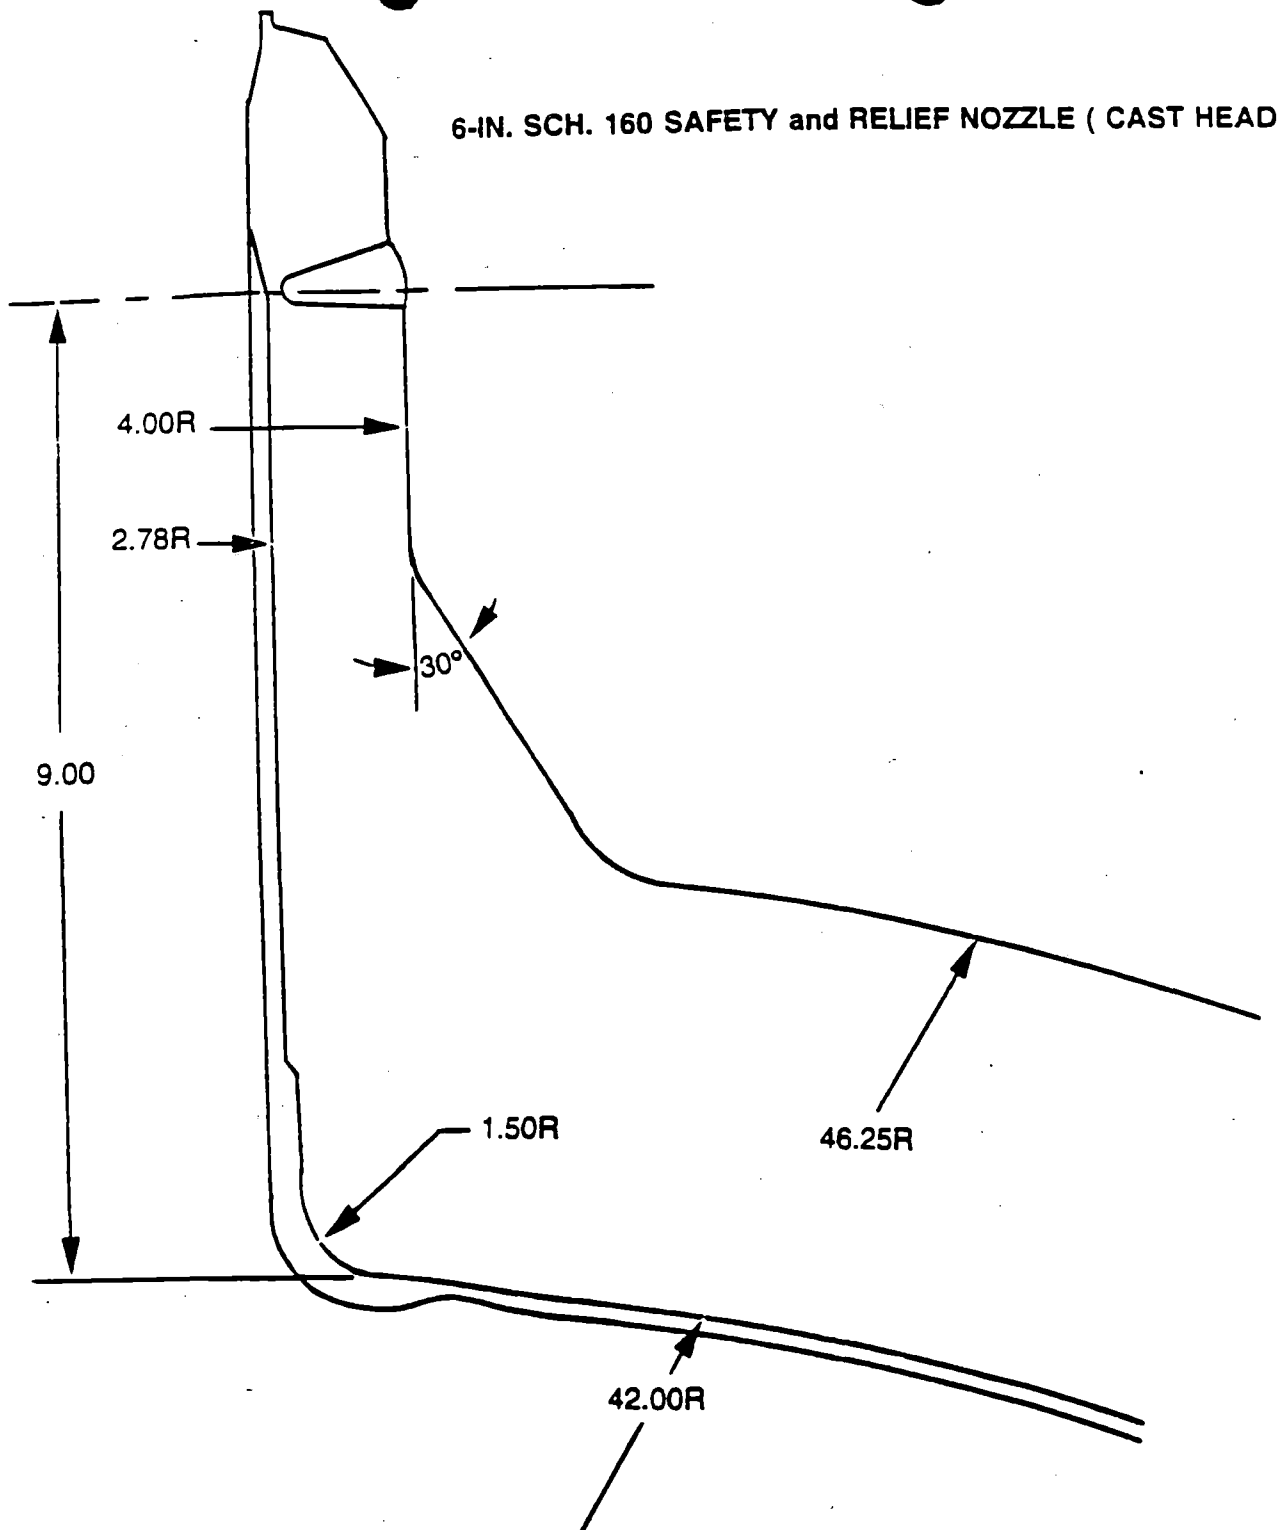 6-IN. SCH. 160 SAFETY and RELIEF NOZZLE ( CAST HEAD
4.00R
2.78R
30°
9.00
1.50R
46.25R
42.00R